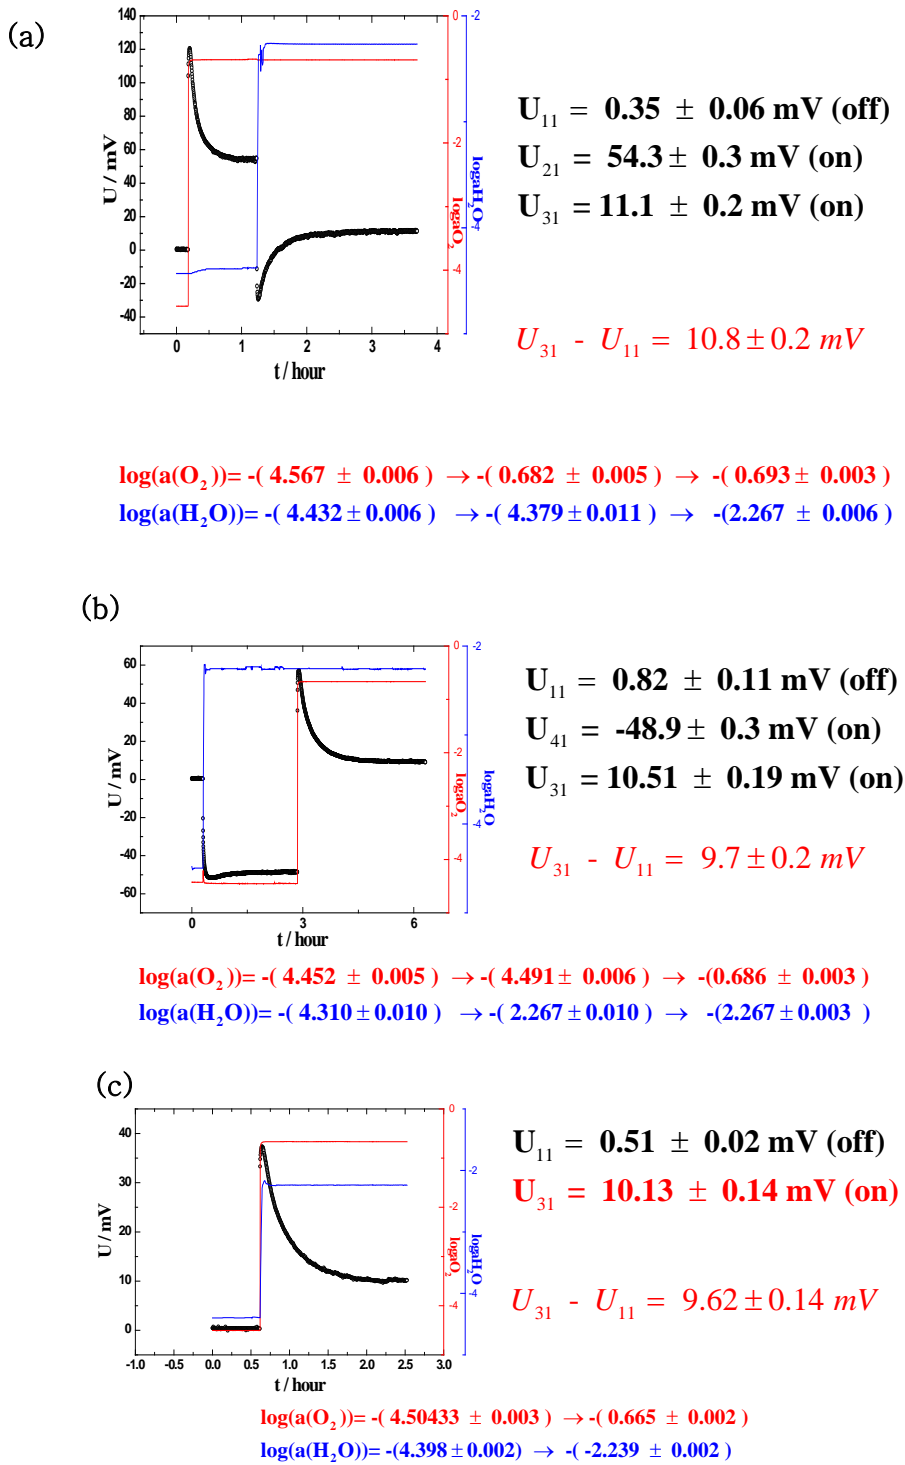 (a)
140
120
100
80
60
40
20
0
-20
-40
U / mV
0 1 2 3 4
t / hour
0
-2
-4
logaO2
-2
-4
logaH2O
U11 = 0.35 ± 0.06 mV (off)
U21 = 54.3 ± 0.3 mV (on)
U31 = 11.1 ± 0.2 mV (on)
U31 - U11 = 10.8 ± 0.2 mV
log(a(O2))= -( 4.567 ± 0.006 ) → -( 0.682 ± 0.005 ) → -( 0.693 ± 0.003 )
log(a(H2O))= -( 4.432 ± 0.006 ) → -( 4.379 ± 0.011 ) → -(2.267 ± 0.006 )
(b)
60
40
20
0
-20
-40
-60
U / mV
0 3 6
t / hour
0
-2
-4
logaO2
-2
-4
logaH2O
U11 = 0.82 ± 0.11 mV (off)
U41 = -48.9 ± 0.3 mV (on)
U31 = 10.51 ± 0.19 mV (on)
U31 - U11 = 9.7 ± 0.2 mV
log(a(O2))= -( 4.452 ± 0.005 ) → -( 4.491 ± 0.006 ) → -(0.686 ± 0.003 )
log(a(H2O))= -( 4.310 ± 0.010 ) → -( 2.267 ± 0.010 ) → -(2.267 ± 0.003 )
(c)
40
30
20
10
0
U / mV
-1.0 -0.5 0.0 0.5 1.0 1.5 2.0 2.5 3.0
t / hour
0
-2
-4
logaO2
-2
-4
logaH2O
U11 = 0.51 ± 0.02 mV (off)
U31 = 10.13 ± 0.14 mV (on)
U31 - U11 = 9.62 ± 0.14 mV
log(a(O2))= -( 4.50433 ± 0.003 ) → -( 0.665 ± 0.002 )
log(a(H2O))= -(4.398 ± 0.002) → -( -2.239 ± 0.002 )